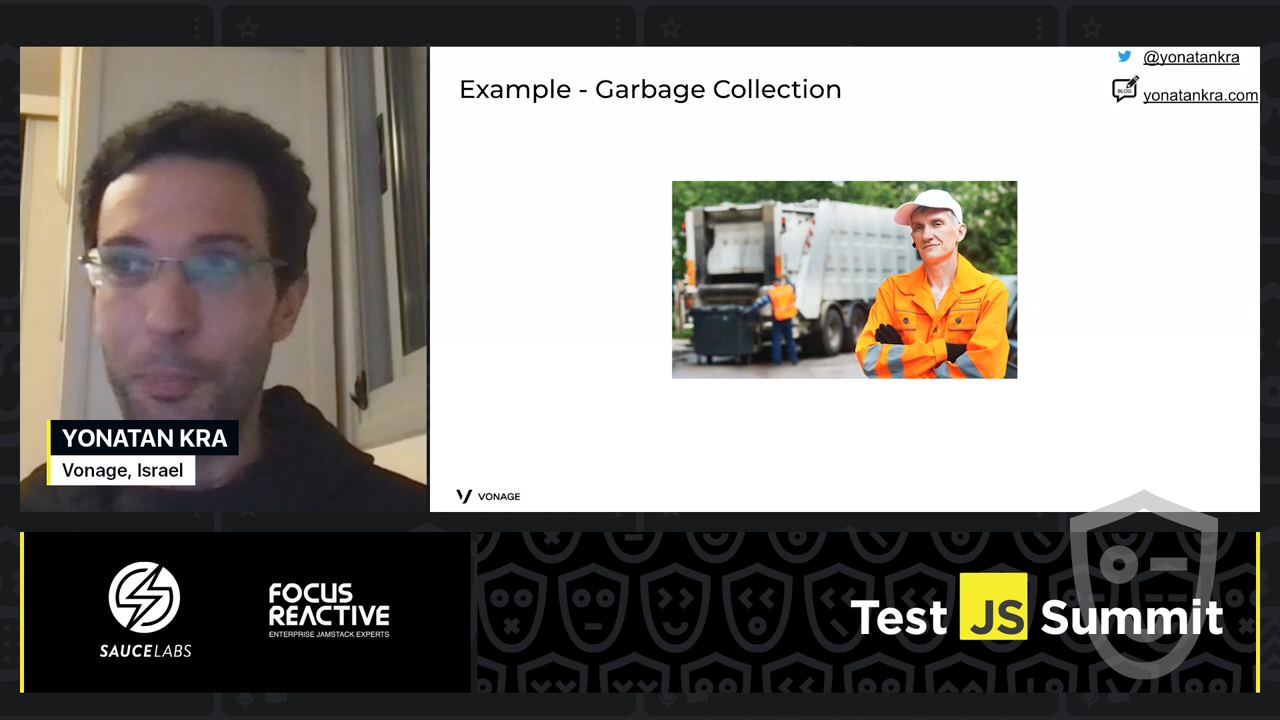 Example - Garbage Collection
@yonatankra
BLOG
yonatankra.com
YONATAN KRA
Vonage, Israel
VONAGE
SAUCELABS
FOCUS
REACTIVE
ENTERPRISE JAMSTACK EXPERTS
Test JS Summit